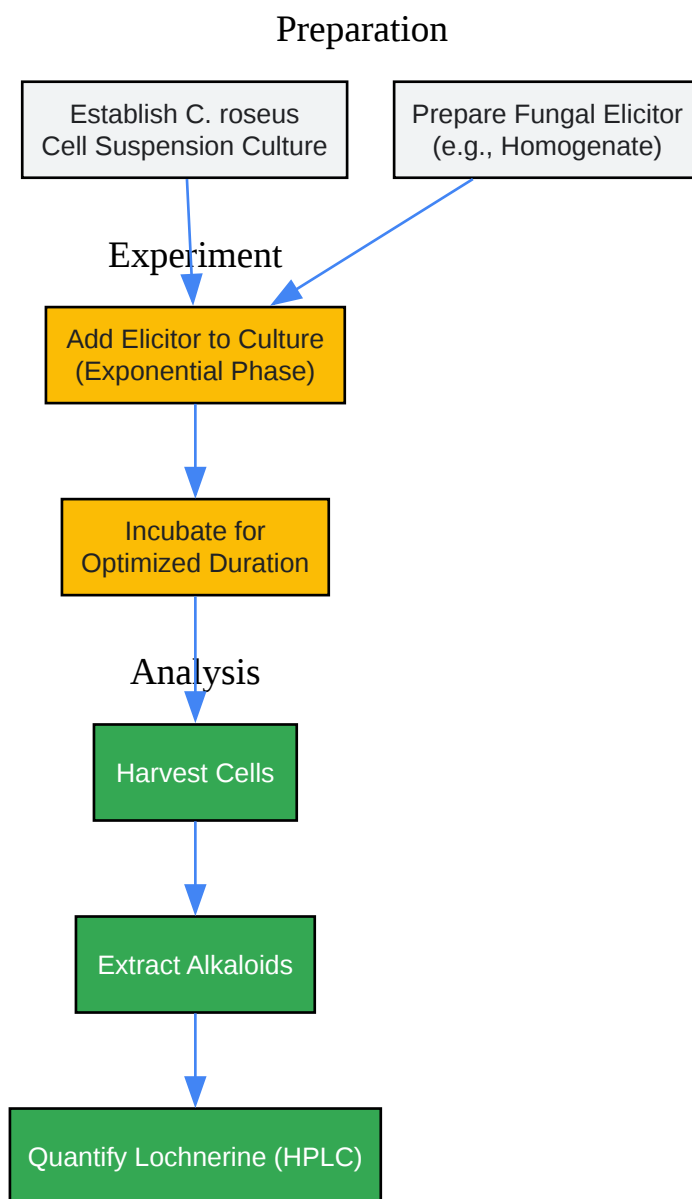 Preparation
Establish C. roseus
Cell Suspension Culture
Prepare Fungal Elicitor
(e.g., Homogenate)
Experiment
Add Elicitor to Culture
(Exponential Phase)
Incubate for
Optimized Duration
Analysis
Harvest Cells
Extract Alkaloids
Quantify Lochnerine (HPLC)